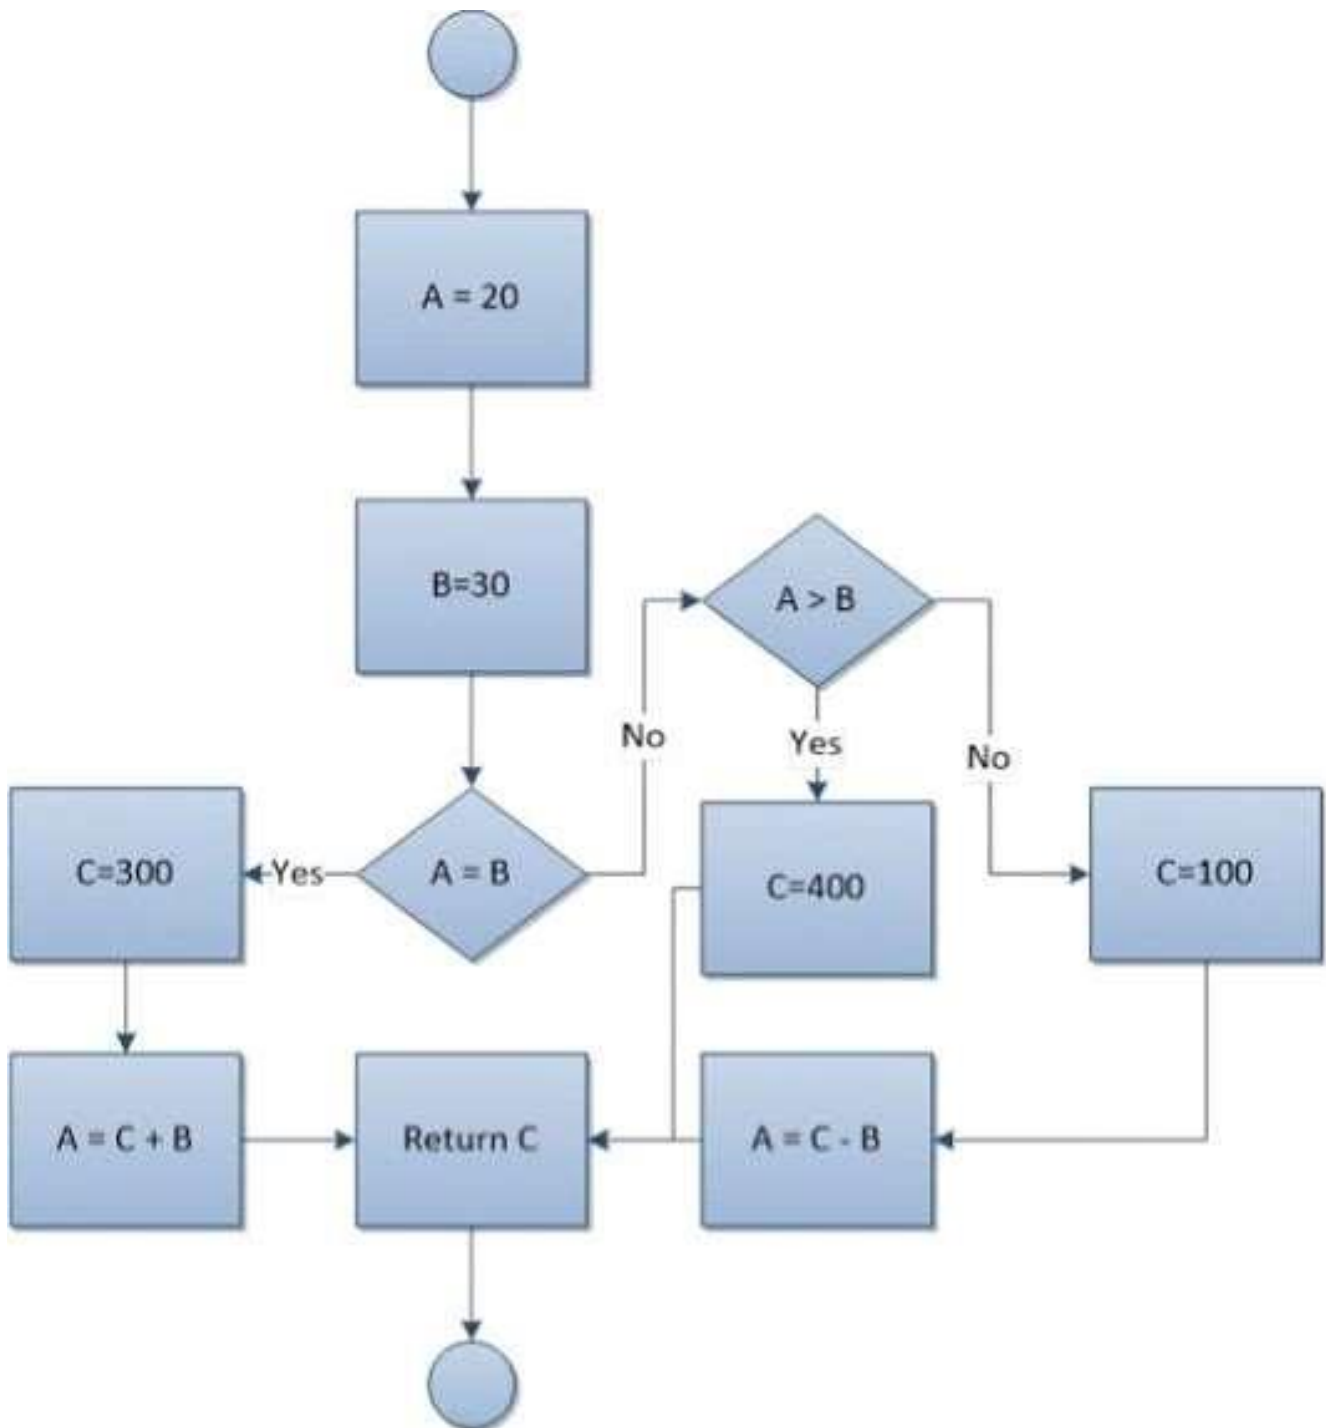 A = 20
B=30
A > B
No
Yes
No
C=300
Yes
A = B
C=400
C=100
A = C + B
Return C
A = C - B